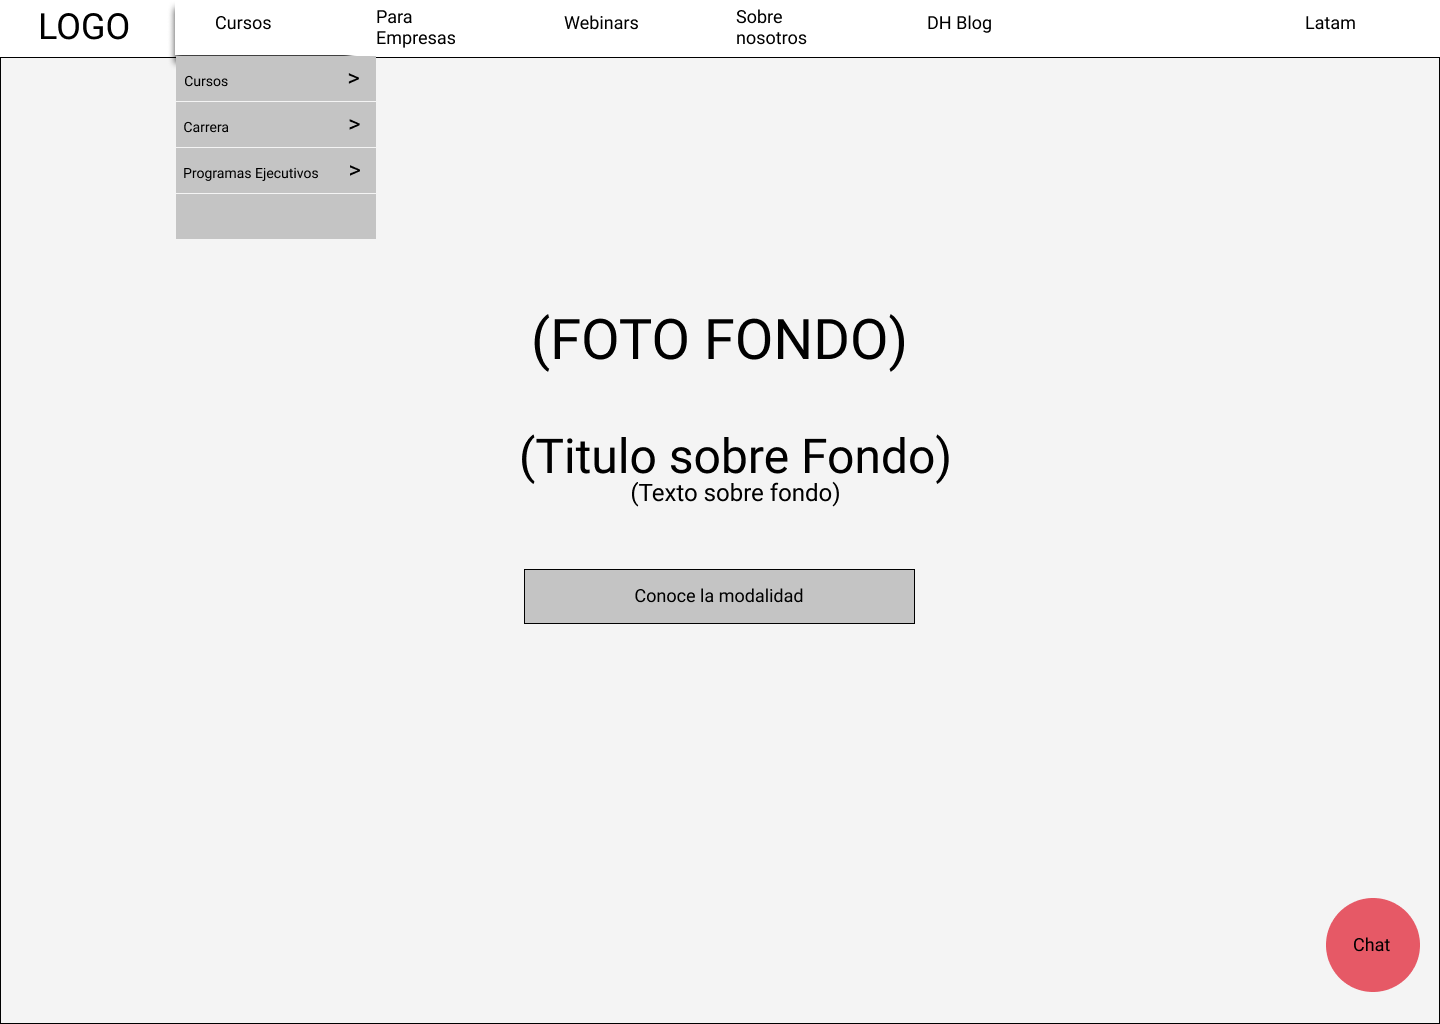 LOGO
Cursos
Para
Empresas
Webinars
Sobre
nosotros
DH Blog
Latam
Cursos >
Carrera >
Programas Ejecutivos >
(FOTO FONDO)
(Titulo sobre Fondo)
(Texto sobre fondo)
Conoce la modalidad
Chat